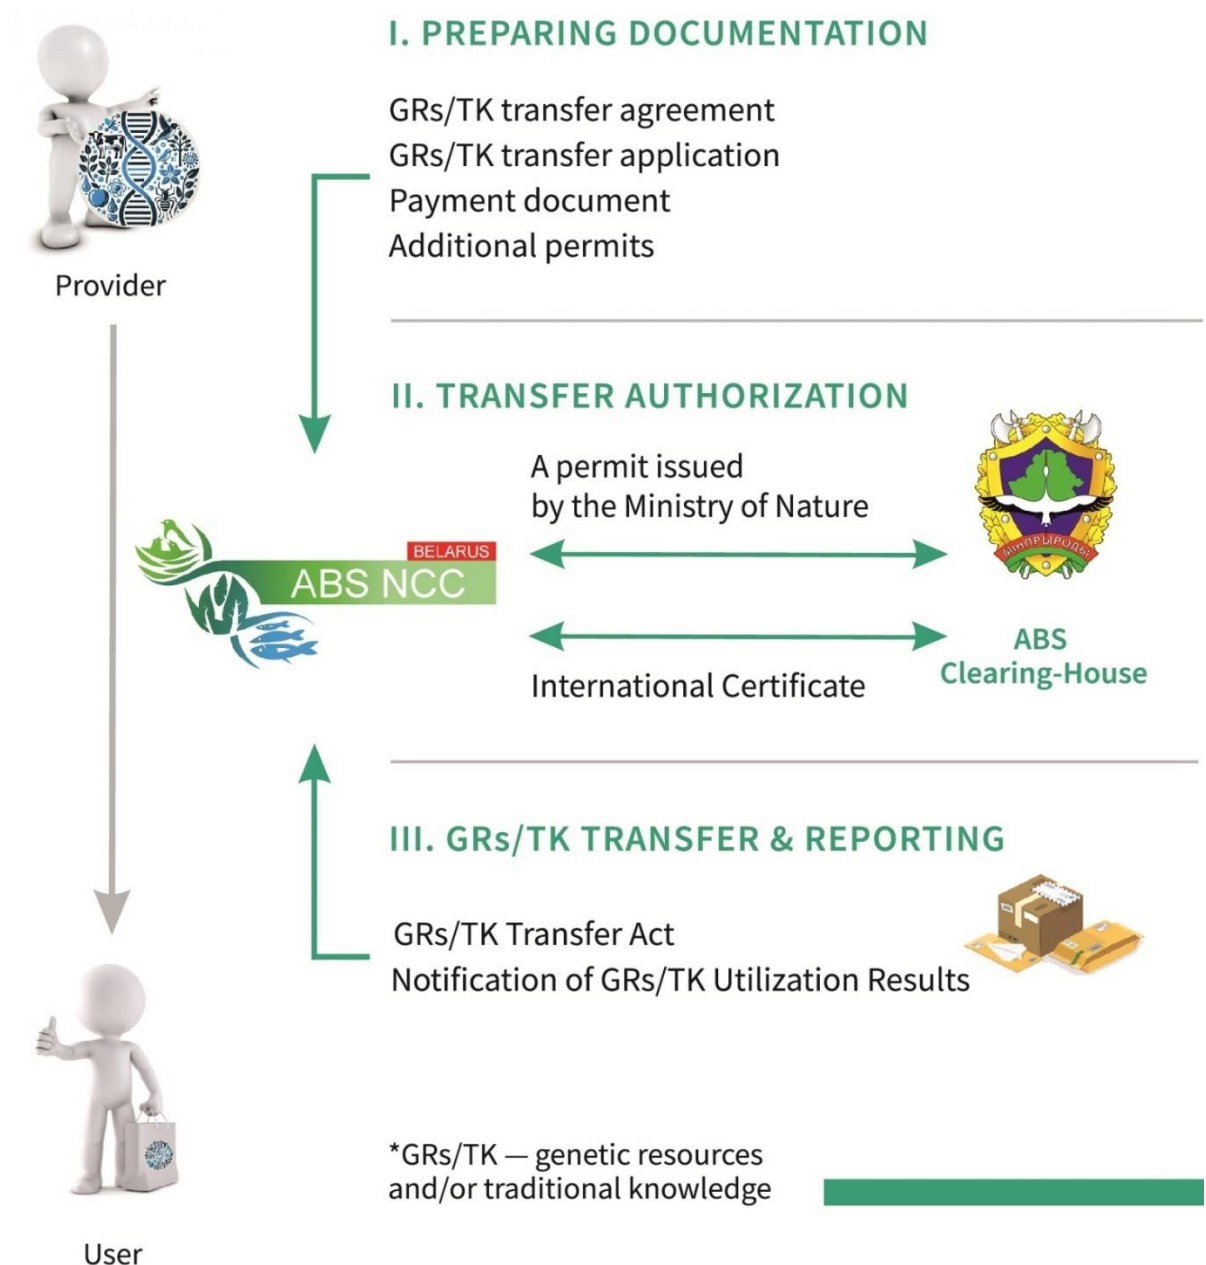 I. PREPARING DOCUMENTATION
GRs/TK transfer agreement
GRs/TK transfer application
Payment document
Additional permits
Provider
II. TRANSFER AUTHORIZATION
A permit issued
by the Ministry of Nature
МІНПРЫРОДЫ
BELARUS
ABS NCC
ABS
Clearing-House
International Certificate
III. GRs/TK TRANSFER & REPORTING
GRs/TK Transfer Act
Notification of GRs/TK Utilization Results
*GRs/TK — genetic resources
and/or traditional knowledge
User